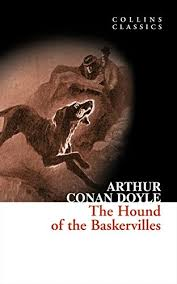 COLLINS
CLASSICS
ARTHUR
CONAN DOYLE
The Hound
of the Baskervilles